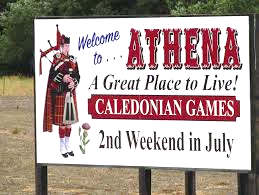 Welcome
to... ATHENA
A Great Place to Live!
CALEDONIAN GAMES
2nd Weekend in July